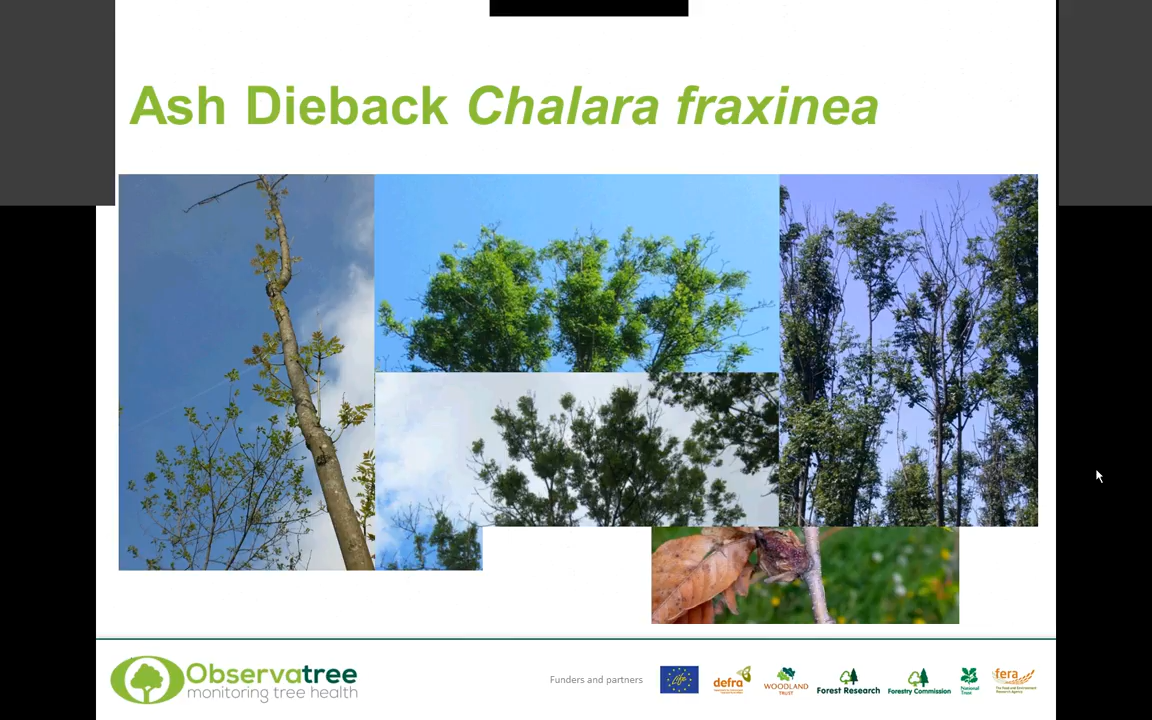 Ash Dieback Chalara fraxinea
Observatree
monitoring tree health
Funders and partners
Life
defra
WOODLAND
TRUST
Forest Research
Forestry Commission
National
Trust
fera